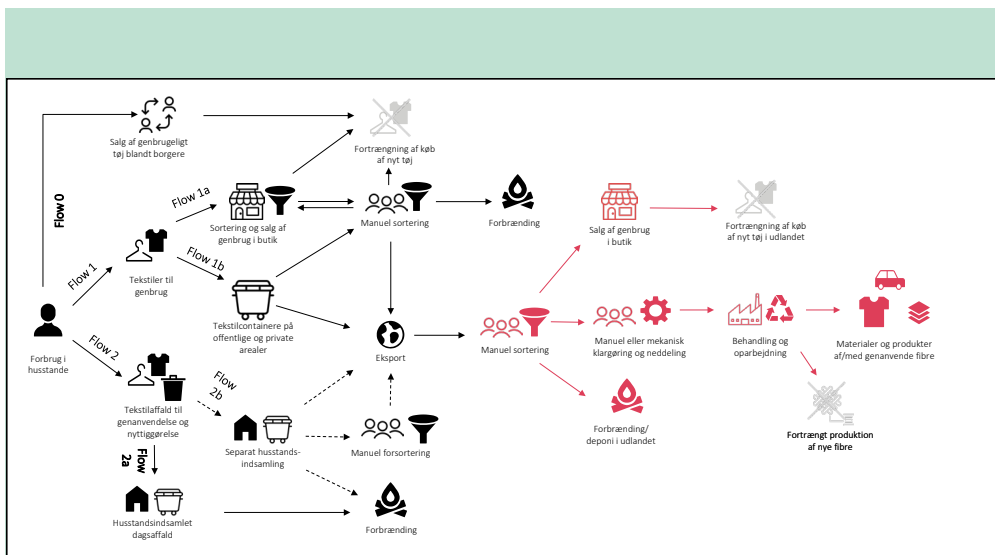 Salg af genbrugeligt
tøj blandt borgere
Fortrængning af køb
af nyt tøj
Flow 0
Flow 1a
Sortering og salg af
genbrug i butik
Manuel sortering
Forbrænding
Salg af genbrug
i butik
Fortrængning af køb
af nyt tøj i udlandet
Flow 1
Tekstiler til
genbrug
Flow 1b
Tekstilcontainere på
offentlige og private
arealer
Forbrug i
husstande
Eksport
Manuel sortering
Manuel eller mekanisk
klargøring og neddeling
Behandling og
oparbejdning
Materialer og produkter
af/med genanvende fibre
Flow 2
Tekstilaffald til
genanvendelse og
nyttiggørelse
Flow
2b
Separat husstands-
indsamling
Manuel forsortering
Forbrænding/
deponi i udlandet
Fortrængt produktion
af nye fibre
Flow
2a
Husstandsindsamlet
dagsaffald
Forbrænding